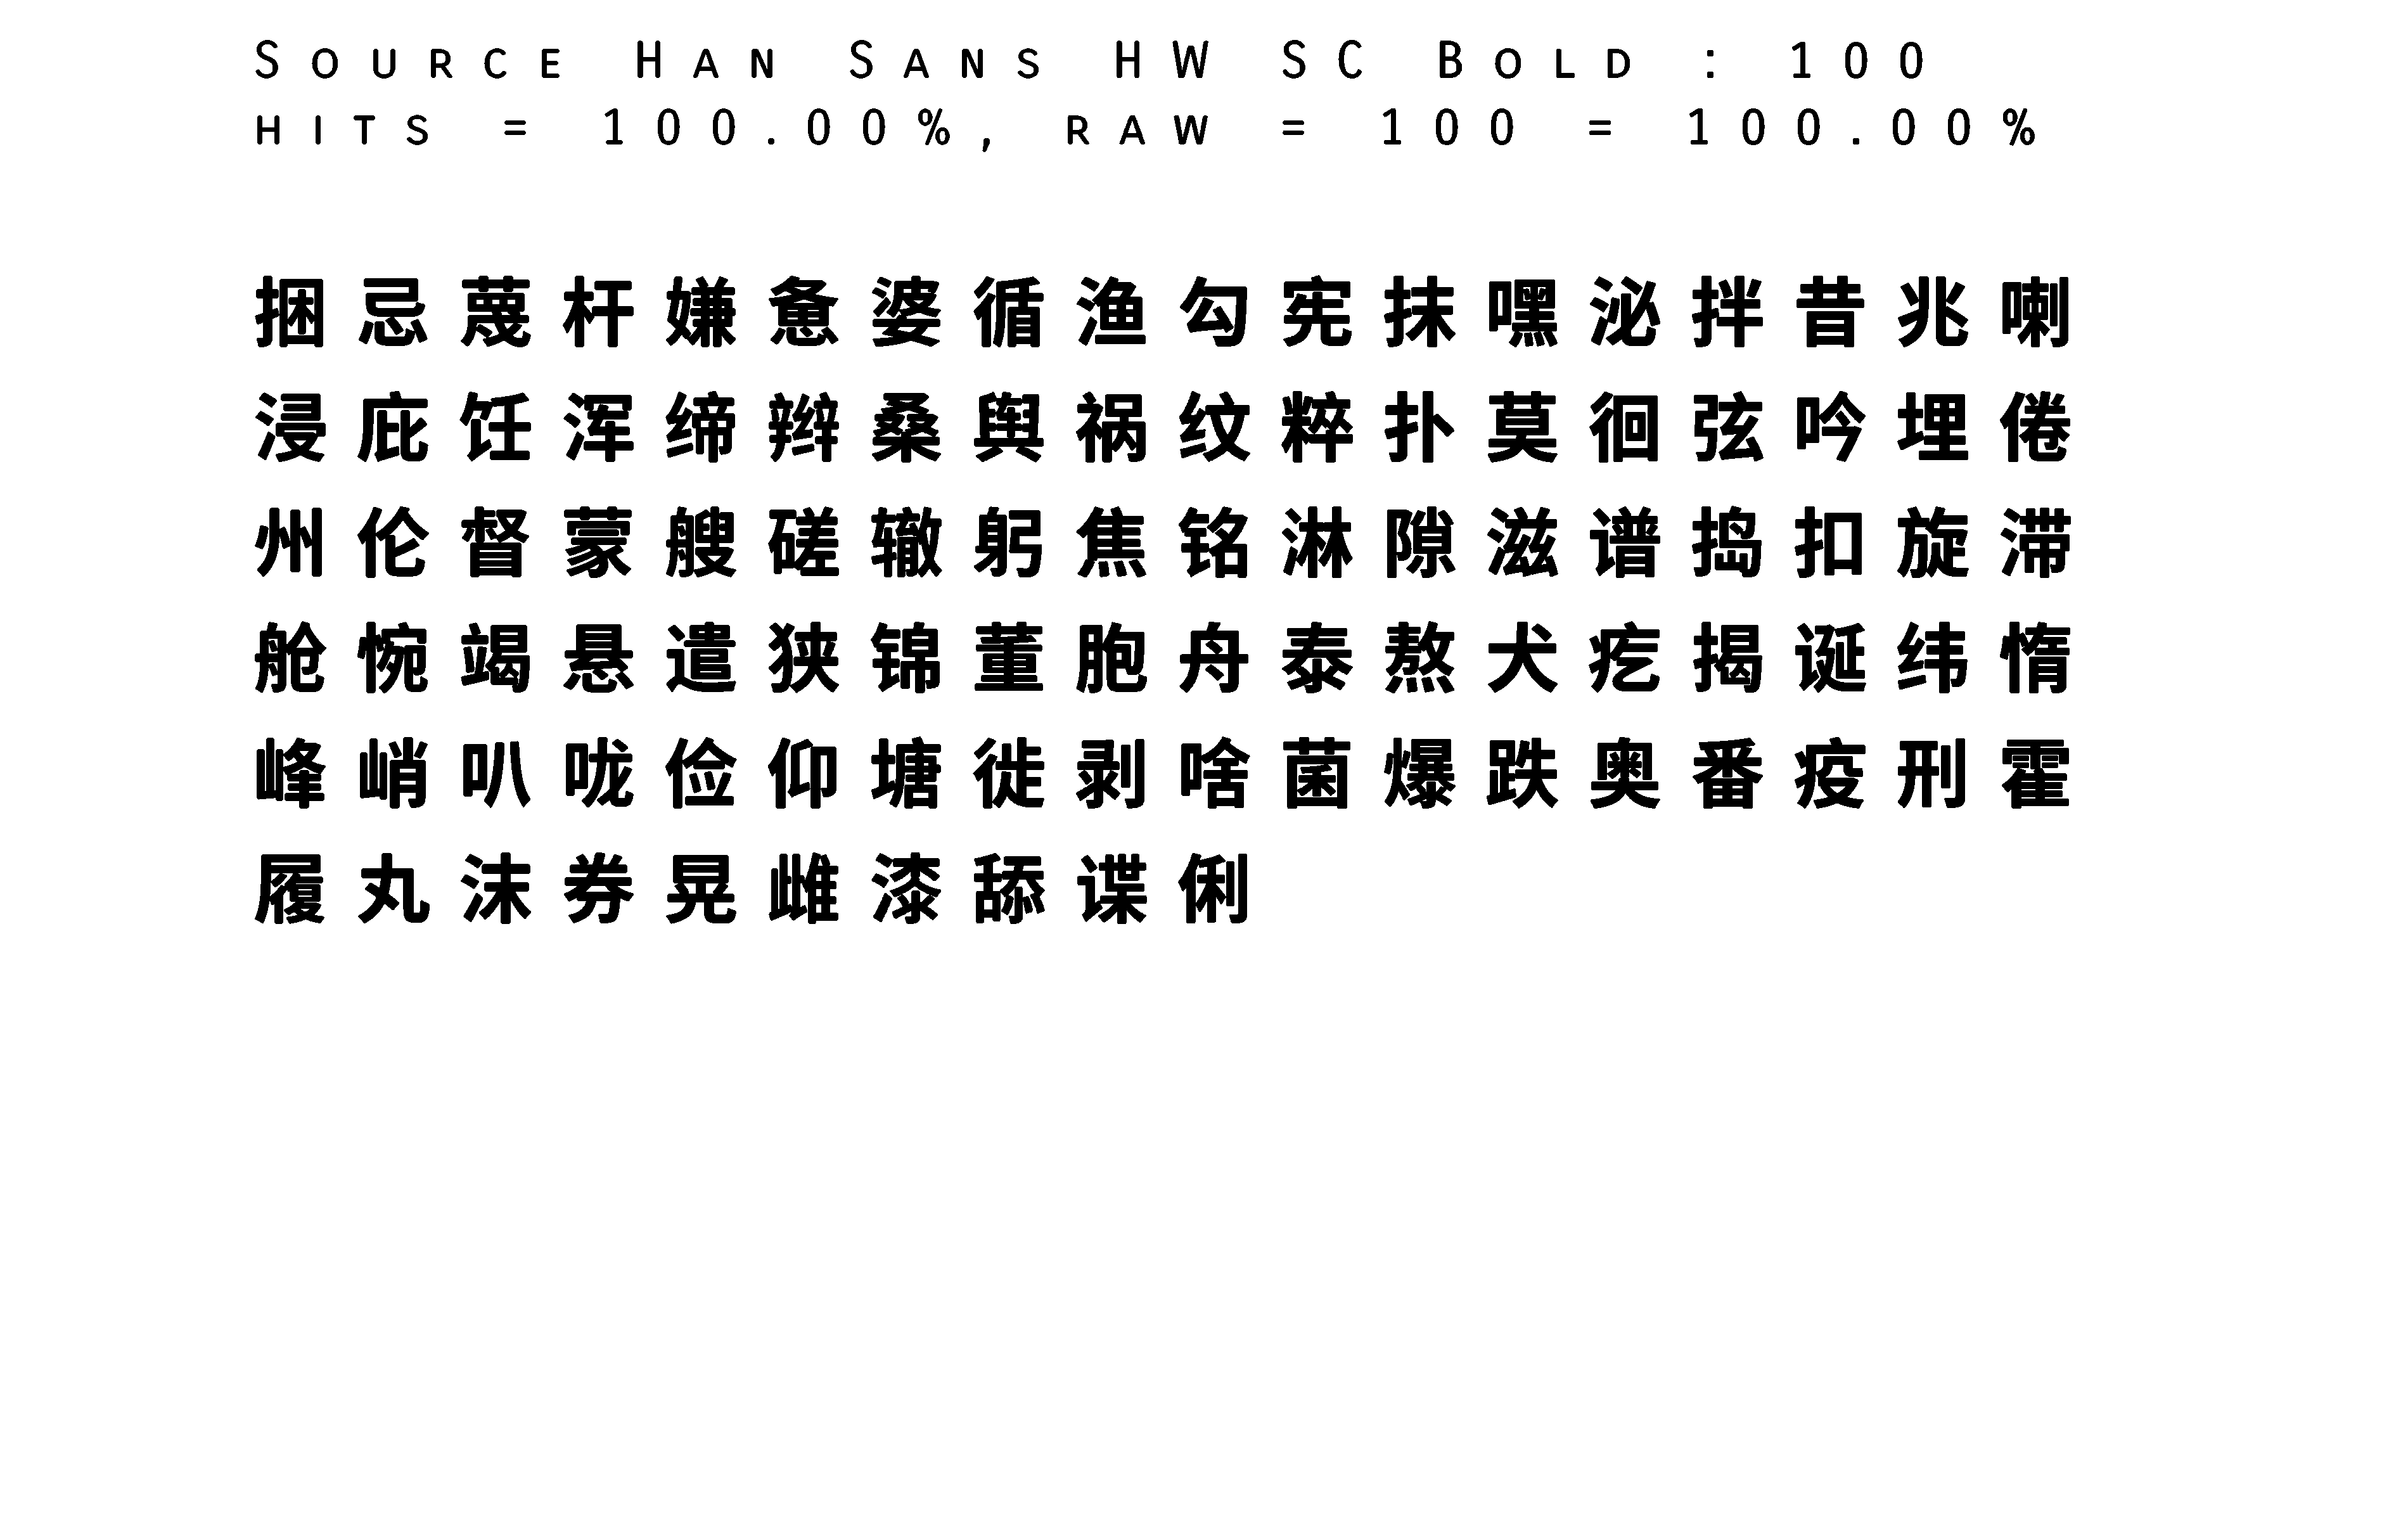 Source Han Sans HW SC Bold : 100
hits = 100.00%, raw = 100 = 100.00%
捆忌蔑杆嫌惫婆循渔勾宪抹嘿泌拌昔兆喇
浸庇饪浑缔辫桑舆祸纹粹扑莫徊弦吟埋倦
州伦督蒙艘磋辙躬焦铭淋隙滋谱捣扣旋滞
舱惋竭悬遣狭锦董胞舟泰熬犬疙揭诞纬惰
峰峭叭咙俭仰塘徙剥啥菌爆跌奥番疫刑霍
履丸沫券晃雌漆舔谍俐